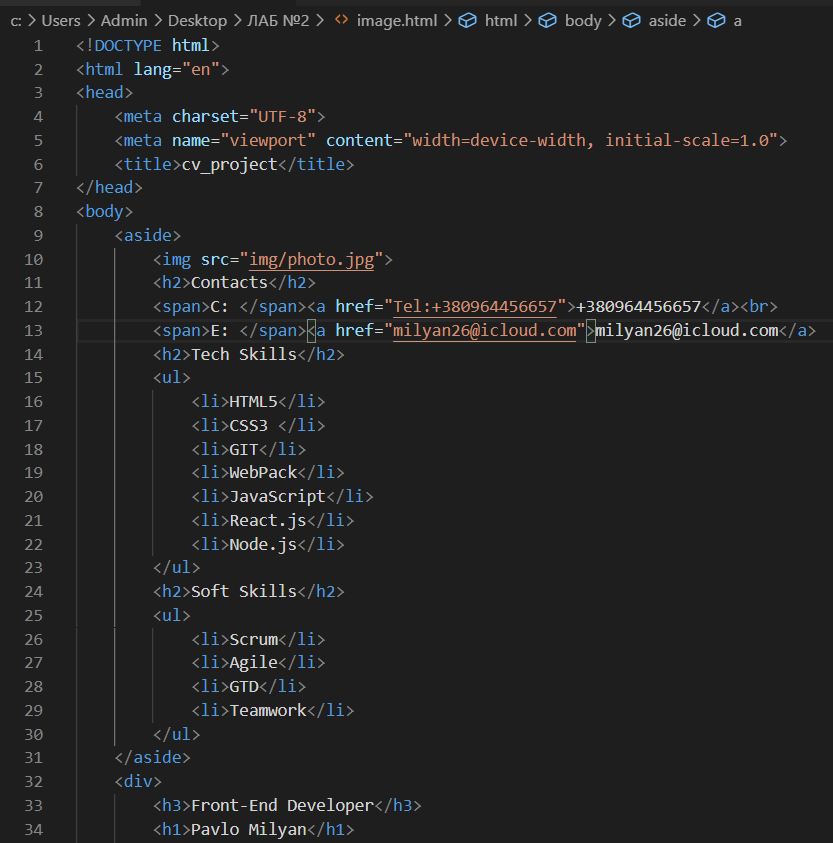 c: > Users > Admin > Desktop > ЛАБ №2 > <> image.html > html > body > aside > a
1 <!DOCTYPE html>
2 <html lang="en">
3 <head>
4 <meta charset="UTF-8">
5 <meta name="viewport" content="width=device-width, initial-scale=1.0">
6 <title>cv_project</title>
7 </head>
8 <body>
9 <aside>
10 <img src="img/photo.jpg">
11 <h2>Contacts</h2>
12 <span>C: </span><a href="Tel:+380964456657">+380964456657</a><br>
13 <span>E: </span><a href="milyan26@icloud.com">milyan26@icloud.com</a>
14 <h2>Tech Skills</h2>
15 <ul>
16 <li>HTML5</li>
17 <li>CSS3 </li>
18 <li>GIT</li>
19 <li>WebPack</li>
20 <li>JavaScript</li>
21 <li>React.js</li>
22 <li>Node.js</li>
23 </ul>
24 <h2>Soft Skills</h2>
25 <ul>
26 <li>Scrum</li>
27 <li>Agile</li>
28 <li>GTD</li>
29 <li>Teamwork</li>
30 </ul>
31 </aside>
32 <div>
33 <h3>Front-End Developer</h3>
34 <h1>Pavlo Milyan</h1>